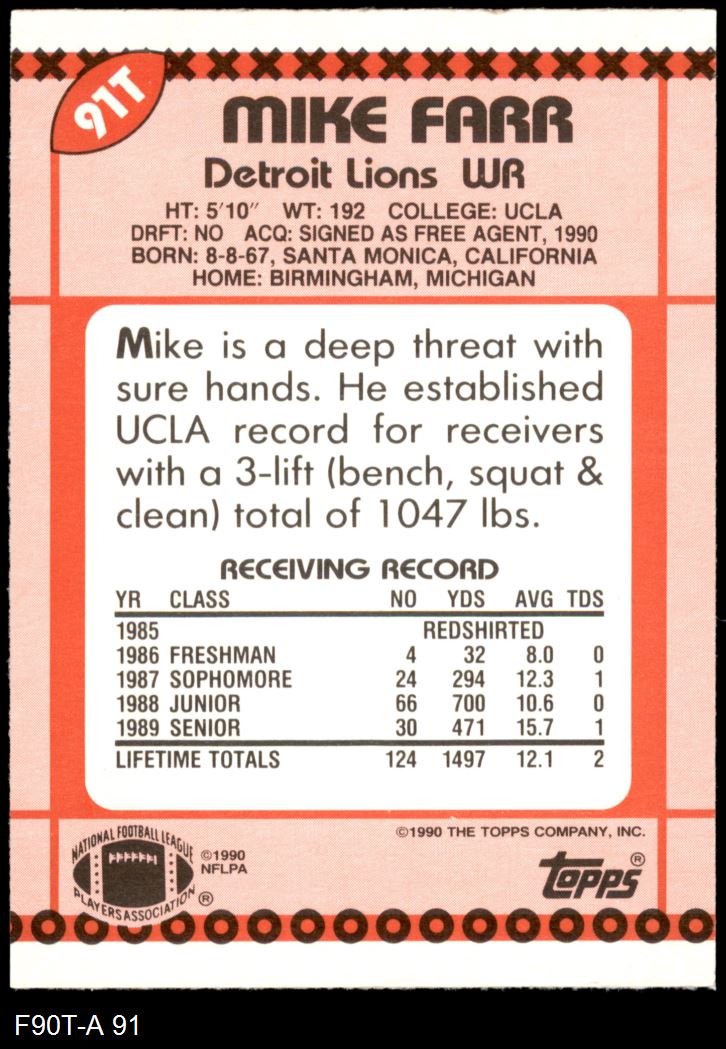 91T
MIKE FARR
Detroit Lions WR
HT: 5'10" WT: 192 COLLEGE: UCLA
DRFT: NO ACQ: SIGNED AS FREE AGENT, 1990
BORN: 8-8-67, SANTA MONICA, CALIFORNIA
HOME: BIRMINGHAM, MICHIGAN
Mike is a deep threat with
sure hands. He established
UCLA record for receivers
with a 3-lift (bench, squat &
clean) total of 1047 lbs.
RECEIVING RECORD
YR CLASS NO YDS AVG TDS
1985 REDSHIRTED
1986 FRESHMAN 4 32 8.0 0
1987 SOPHOMORE 24 294 12.3 1
1988 JUNIOR 66 700 10.6 0
1989 SENIOR 30 471 15.7 1
LIFETIME TOTALS 124 1497 12.1 2
©1990 THE TOPPS COMPANY, INC.
NATIONAL FOOTBALL LEAGUE
PLAYERS ASSOCIATION ®
©1990
NFLPA
topps®
F90T-A 91